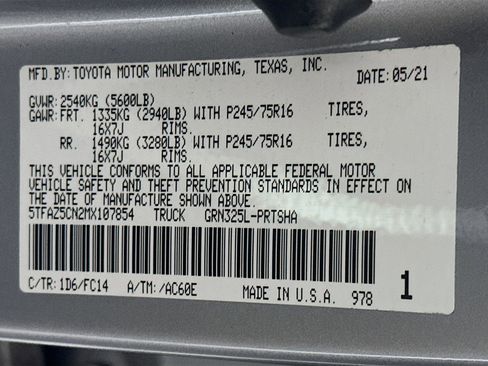 MFD.BY: TOYOTA MOTOR MANUFACTURING, TEXAS, INC.
DATE: 05/21
GVWR: 2540KG (5600LB)
GAWR: FRT. 1335KG (2940LB) WITH P245/75R16 TIRES,
16X7J RIMS.
RR. 1490KG (3280LB) WITH P245/75R16 TIRES,
16X7J RIMS.
THIS VEHICLE CONFORMS TO ALL APPLICABLE FEDERAL MOTOR
VEHICLE SAFETY AND THEFT PREVENTION STANDARDS IN EFFECT ON
THE DATE OF MANUFACTURE SHOWN ABOVE.
5TFAZ5CN2MX107854 TRUCK GRN325L-PRTSHA
C/TR: 1D6/FC14 A/TM: /AC60E MADE IN U.S.A. 978 1